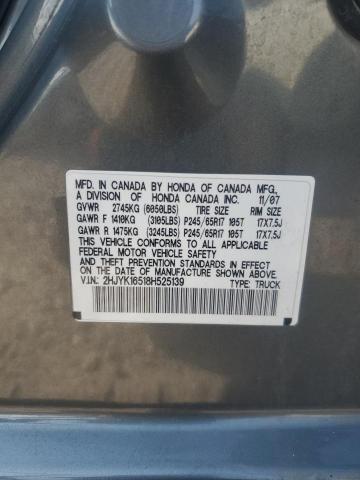 MFD. IN CANADA BY HONDA OF CANADA MFG.,
A DIVISION OF HONDA CANADA INC. 11/07
GVWR 2745KG (6050LBS) TIRE SIZE RIM SIZE
GAWR F 1410KG (3105LBS) P245/65R17 105T 17X7.5J
GAWR R 1475KG (3245LBS) P245/65R17 105T 17X7.5J
THIS VEHICLE CONFORMS TO ALL APPLICABLE
FEDERAL MOTOR VEHICLE SAFETY
AND THEFT PREVENTION STANDARDS IN EFFECT ON THE
DATE OF MANUFACTURE SHOWN ABOVE.
V.I.N.: 2HJYK16518H525139 TYPE: TRUCK